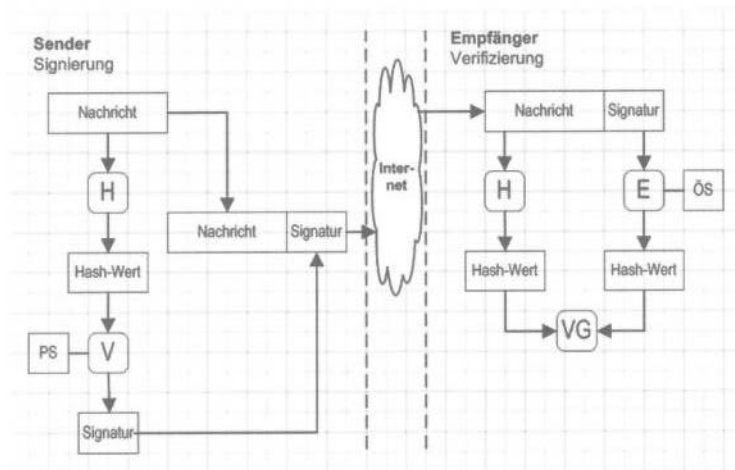 Sender
Signierung
Nachricht
H
Hash-Wert
PS
V
Signatur
Nachricht
Signatur
Inter-
net
Empfänger
Verifizierung
Nachricht
Signatur
H
E
ÖS
Hash-Wert
Hash-Wert
VG